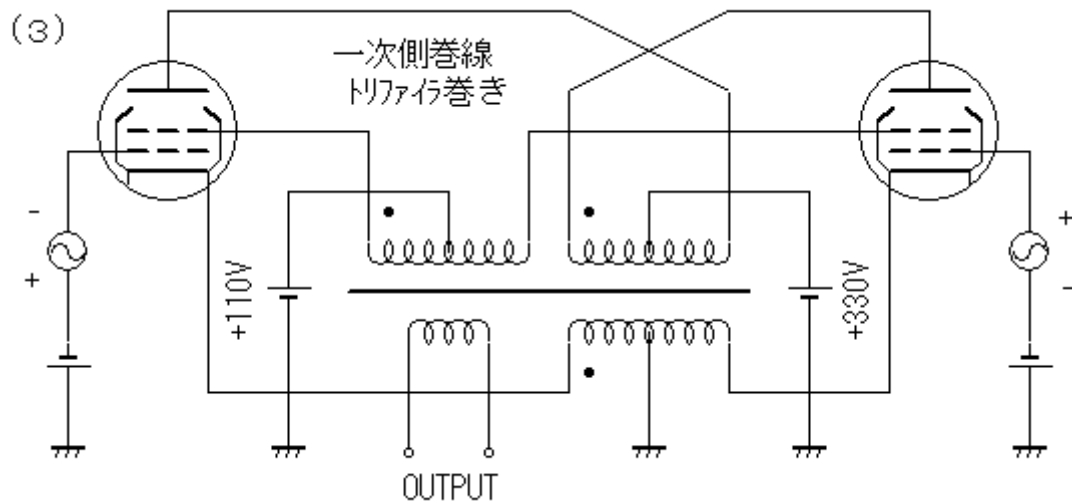 (3)
一次側巻線
トリファイラ巻き
-
+
+110V
+330V
+
-
OUTPUT